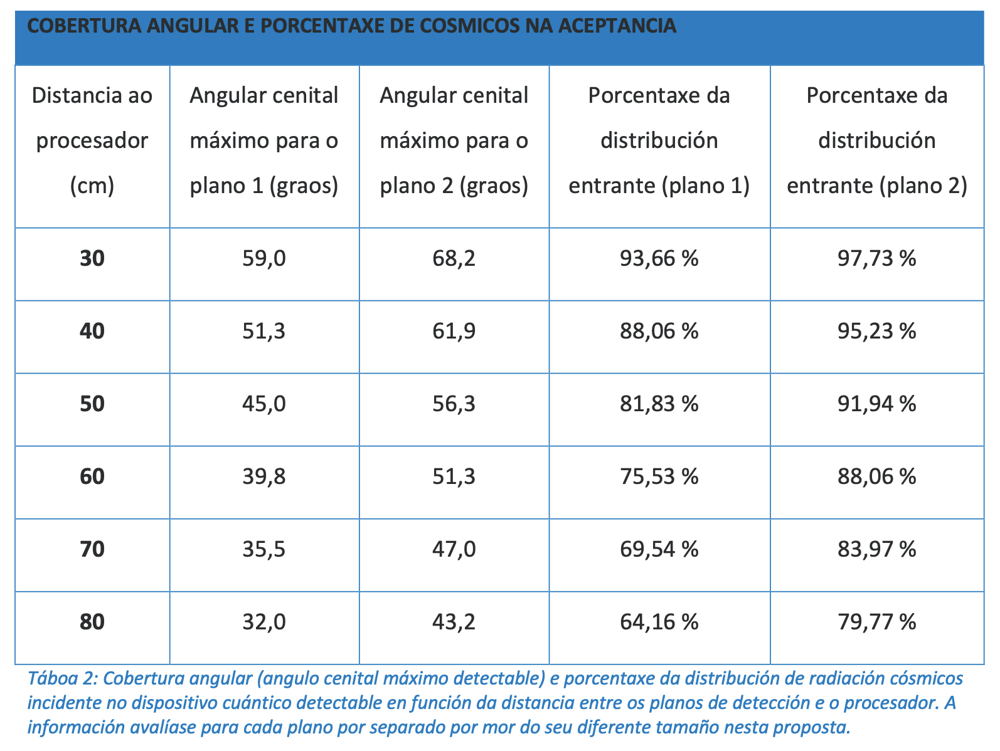 COBERTURA ANGULAR E PORCENTAXE DE COSMICOS NA ACEPTANCIA
Distancia ao procesador (cm) Angular cenital máximo para o plano 1 (graos) Angular cenital máximo para o plano 2 (graos) Porcentaxe da distribución entrante (plano 1) Porcentaxe da distribución entrante (plano 2)
30 59,0 68,2 93,66 % 97,73 %
40 51,3 61,9 88,06 % 95,23 %
50 45,0 56,3 81,83 % 91,94 %
60 39,8 51,3 75,53 % 88,06 %
70 35,5 47,0 69,54 % 83,97 %
80 32,0 43,2 64,16 % 79,77 %
Táboa 2: Cobertura angular (angulo cenital máximo detectable) e porcentaxe da distribución de radiación cósmicos
incidente no dispositivo cuántico detectable en función da distancia entre os planos de detección e o procesador. A
información avalíase para cada plano por separado por mor do seu diferente tamaño nesta proposta.